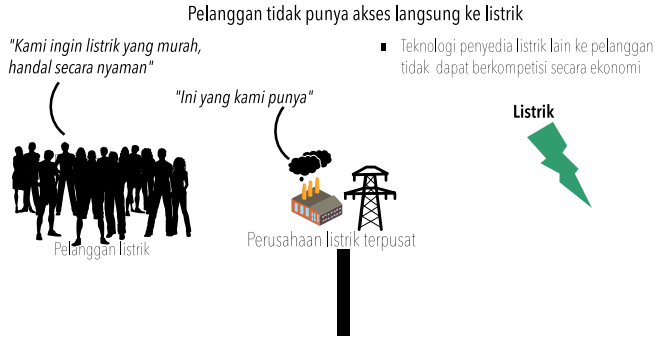 Pelanggan tidak punya akses langsung ke listrik
"Kami ingin listrik yang murah,
handal secara nyaman"
"Ini yang kami punya"
▪ Teknologi penyedia listrik lain ke pelanggan
tidak dapat berkompetisi secara ekonomi
Listrik
Pelanggan listrik
Perusahaan listrik terpusat